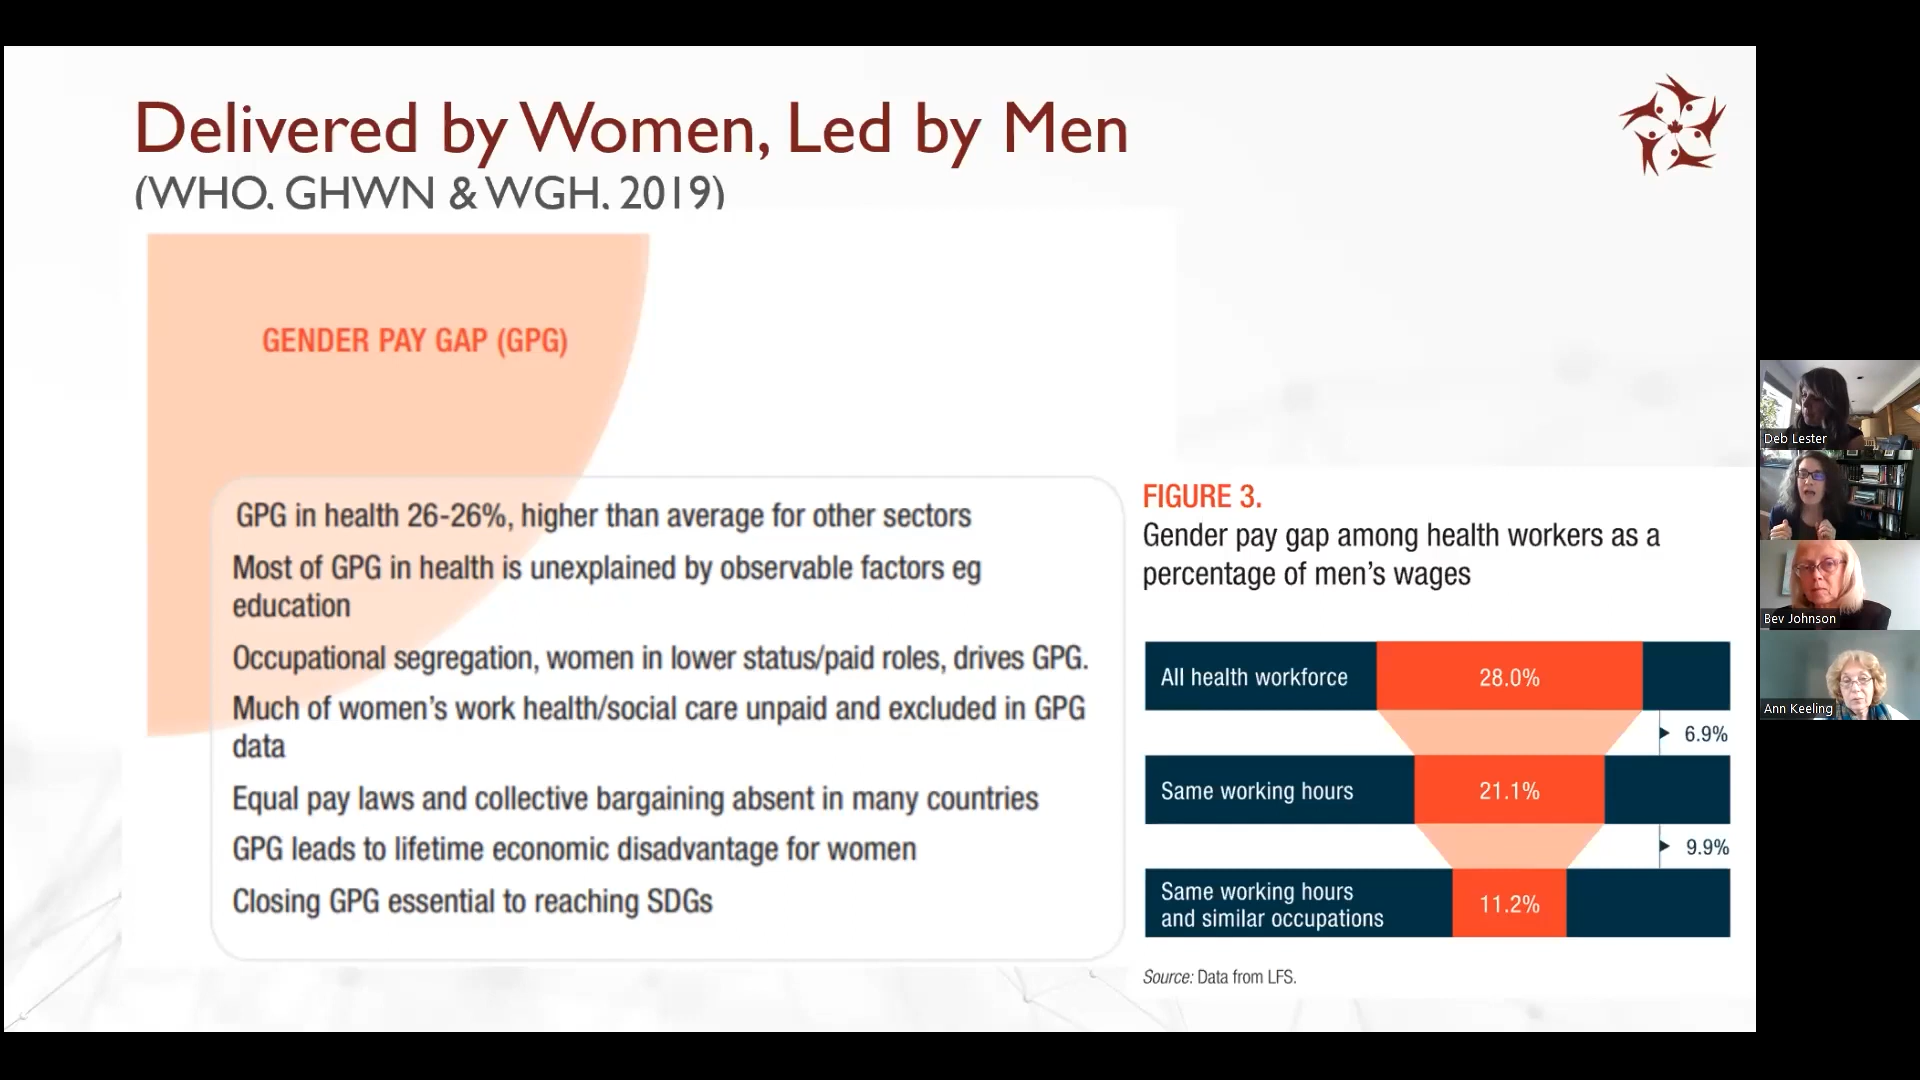 Delivered by Women, Led by Men
(WHO, GHWN & WGH, 2019)
GENDER PAY GAP (GPG)
GPG in health 26-26%, higher than average for other sectors
Most of GPG in health is unexplained by observable factors eg
education
Occupational segregation, women in lower status/paid roles, drives GPG.
Much of women's work health/social care unpaid and excluded in GPG
data
Equal pay laws and collective bargaining absent in many countries
GPG leads to lifetime economic disadvantage for women
Closing GPG essential to reaching SDGs
FIGURE 3.
Gender pay gap among health workers as a
percentage of men's wages
All health workforce 28.0%
6.9%
Same working hours 21.1%
9.9%
Same working hours
and similar occupations 11.2%
Source: Data from LFS.
Deb Lester
Bev Johnson
Ann Keeling